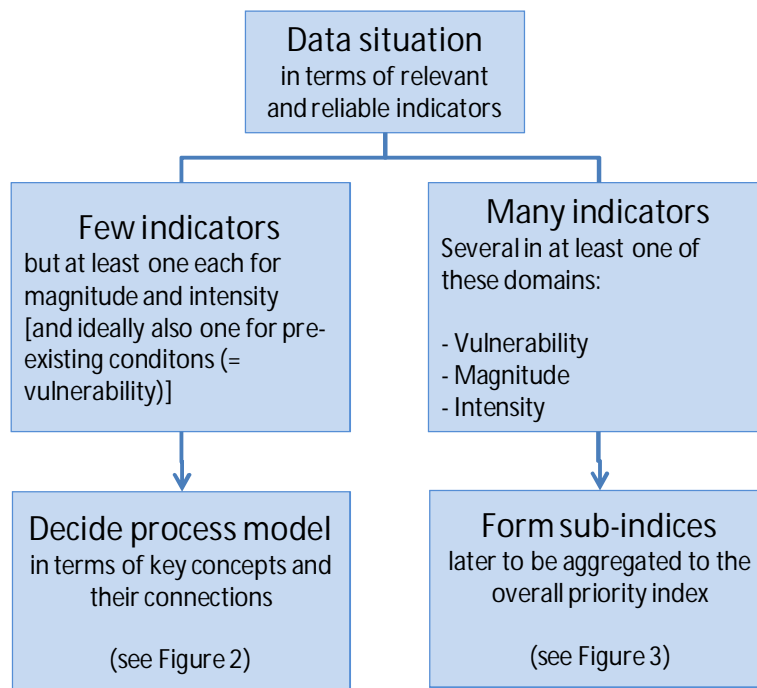 Data situation
in terms of relevant
and reliable indicators
Few indicators
but at least one each for
magnitude and intensity
[and ideally also one for pre-
existing conditons (=
vulnerability)]
Many indicators
Several in at least one of
these domains:
- Vulnerability
- Magnitude
- Intensity
Decide process model
in terms of key concepts and
their connections
(see Figure 2)
Form sub-indices
later to be aggregated to the
overall priority index
(see Figure 3)